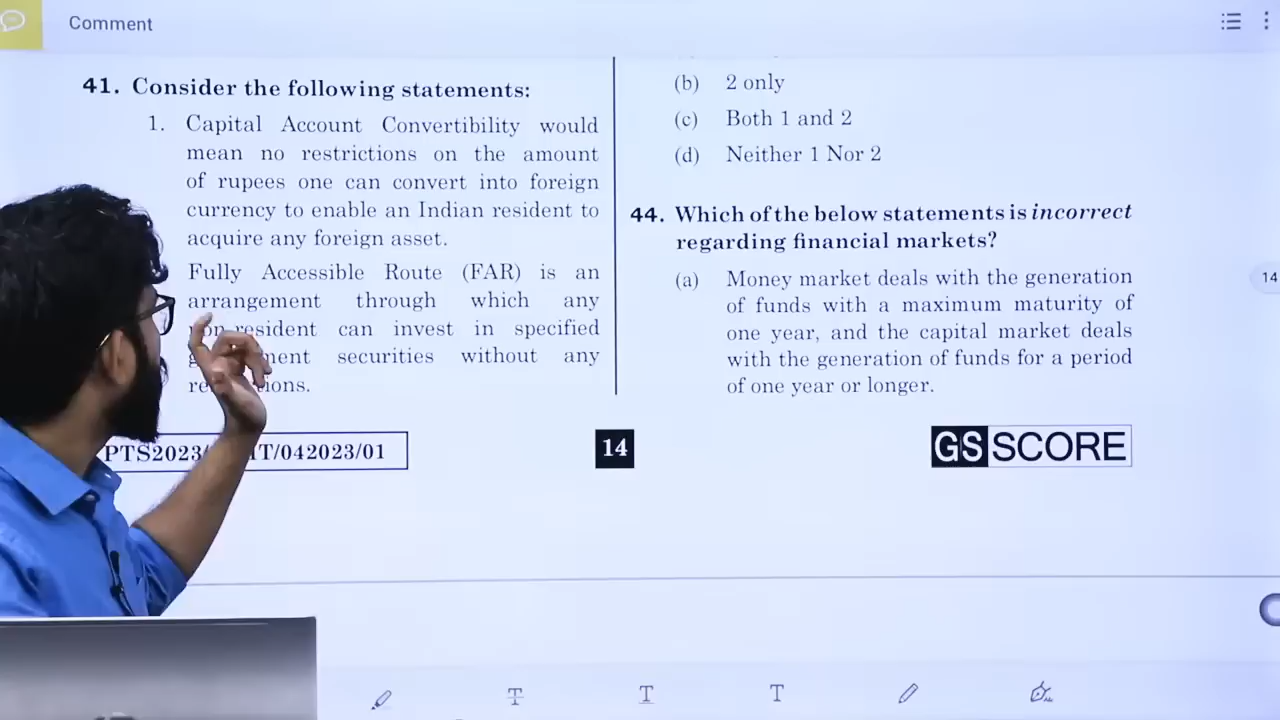 Comment
41. Consider the following statements:
1. Capital Account Convertibility would
mean no restrictions on the amount
of rupees one can convert into foreign
currency to enable an Indian resident to
acquire any foreign asset.
Fully Accessible Route (FAR) is an
arrangement through which any
can invest in specified
securities without any
(b) 2 only
(c) Both 1 and 2
(d) Neither 1 Nor 2
44. Which of the below statements is incorrect
regarding financial markets?
(a) Money market deals with the generation
of funds with a maximum maturity of
one year, and the capital market deals
with the generation of funds for a period
of one year or longer.
14
PTS2023/ T/042023/01
14
GS SCORE
T
T
T